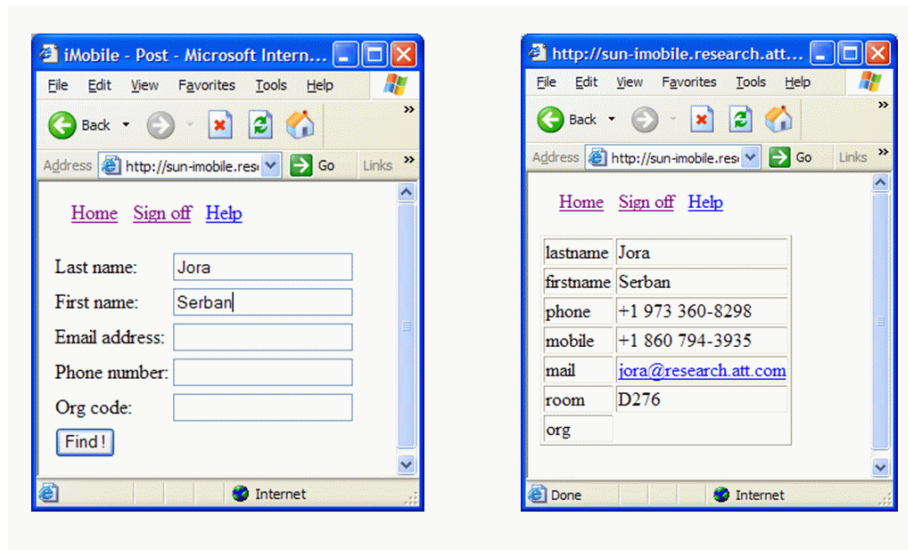 iMobile - Post - Microsoft Intern...
File Edit View Favorites Tools Help
Back
Address http://sun-imobile.res Go Links
Home Sign off Help
Last name: Jora
First name: Serban
Email address:
Phone number:
Org code:
Find !
Internet
http://sun-imobile.research.att...
File Edit View Favorites Tools Help
Back
Address http://sun-imobile.res Go Links
Home Sign off Help
lastname Jora
firstname Serban
phone +1 973 360-8298
mobile +1 860 794-3935
mail jora@research.att.com
room D276
org
Done Internet